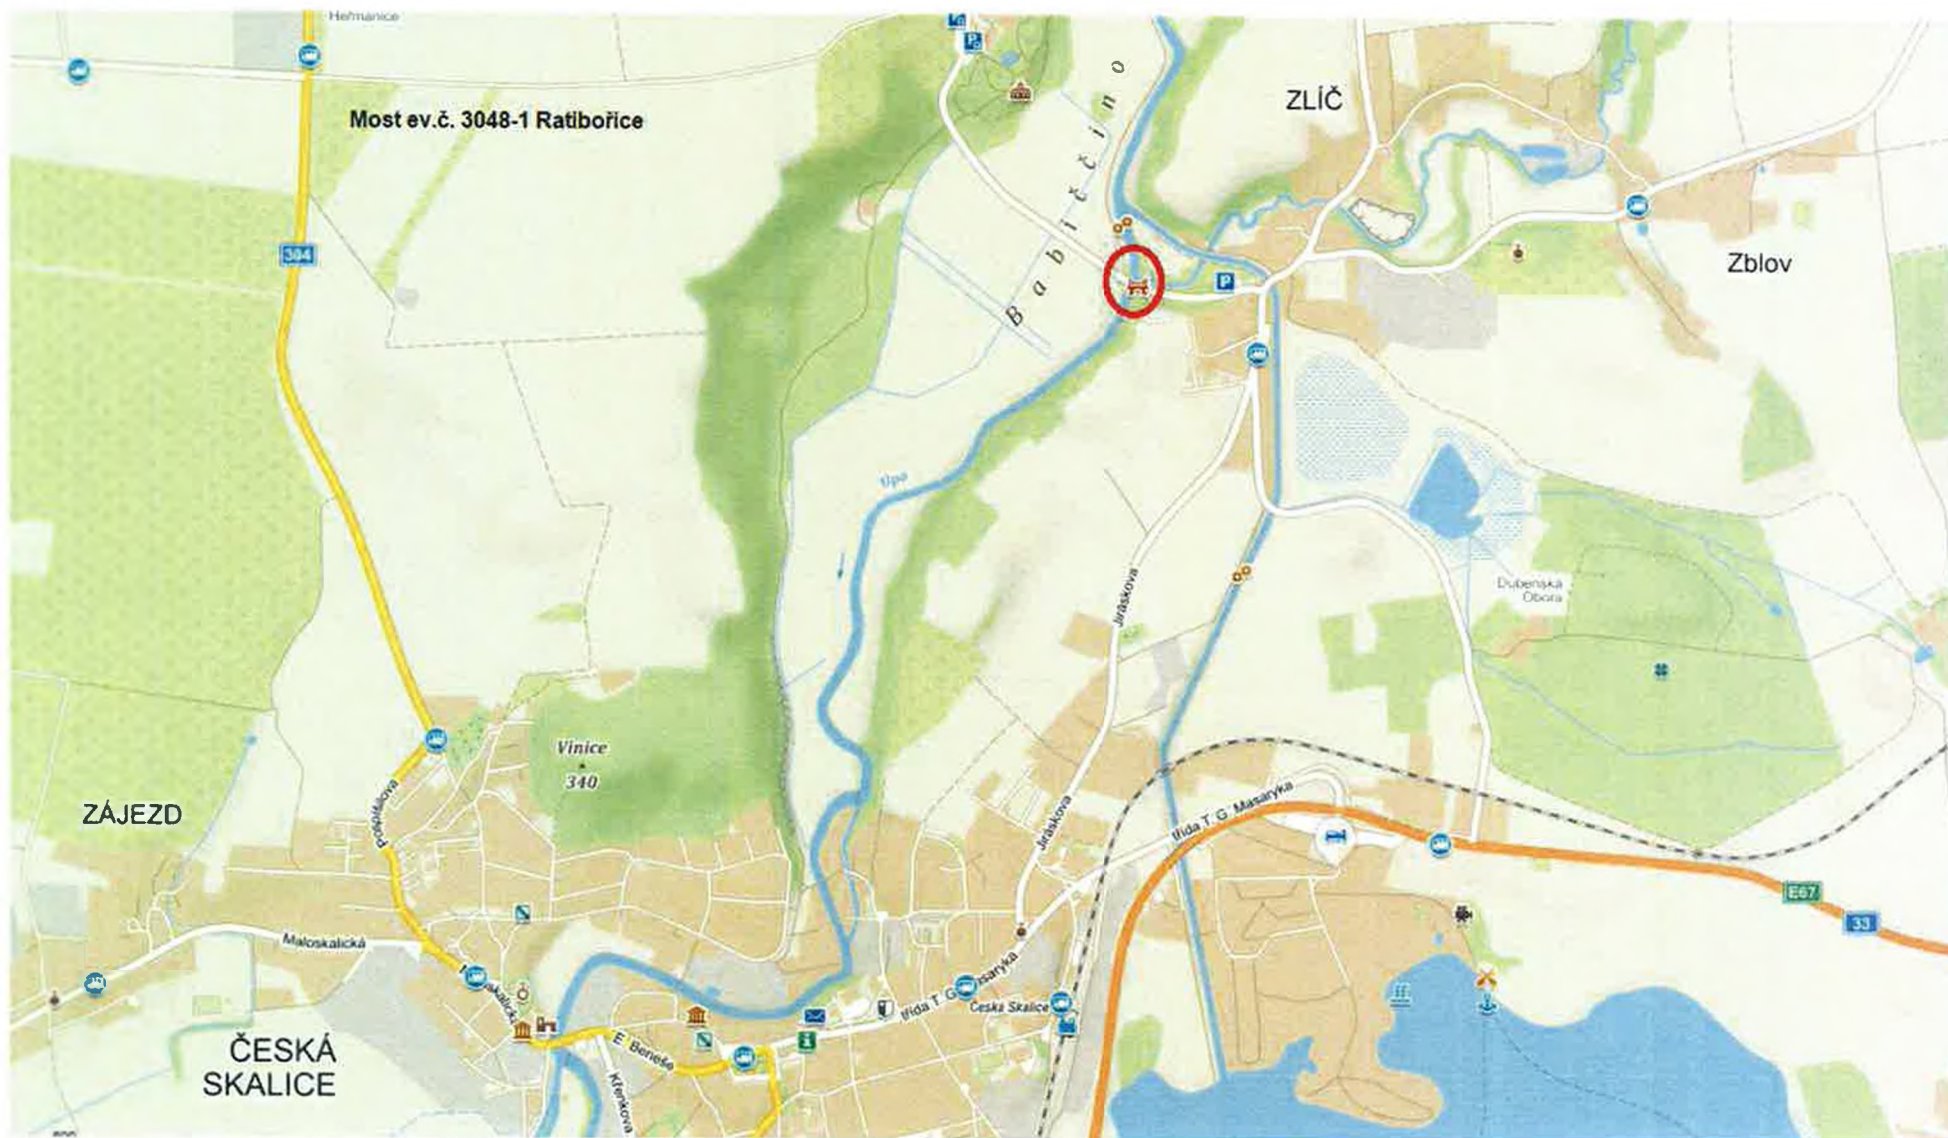 Heřmanice
Most ev.č. 3048-1 Ratibořice
ZLÍČ
Zblov
Babiččino
304
P
P
Úpa
Jiráskova
Dubenská
Obora
Vinice
340
ZÁJEZD
Polákova
Jiráskova
třída T. G. Masaryka
E67
33
Maloskalická
třída T. G. Masaryka
Česká Skalice
ČESKÁ
SKALICE
E. Beneše
Křenkova